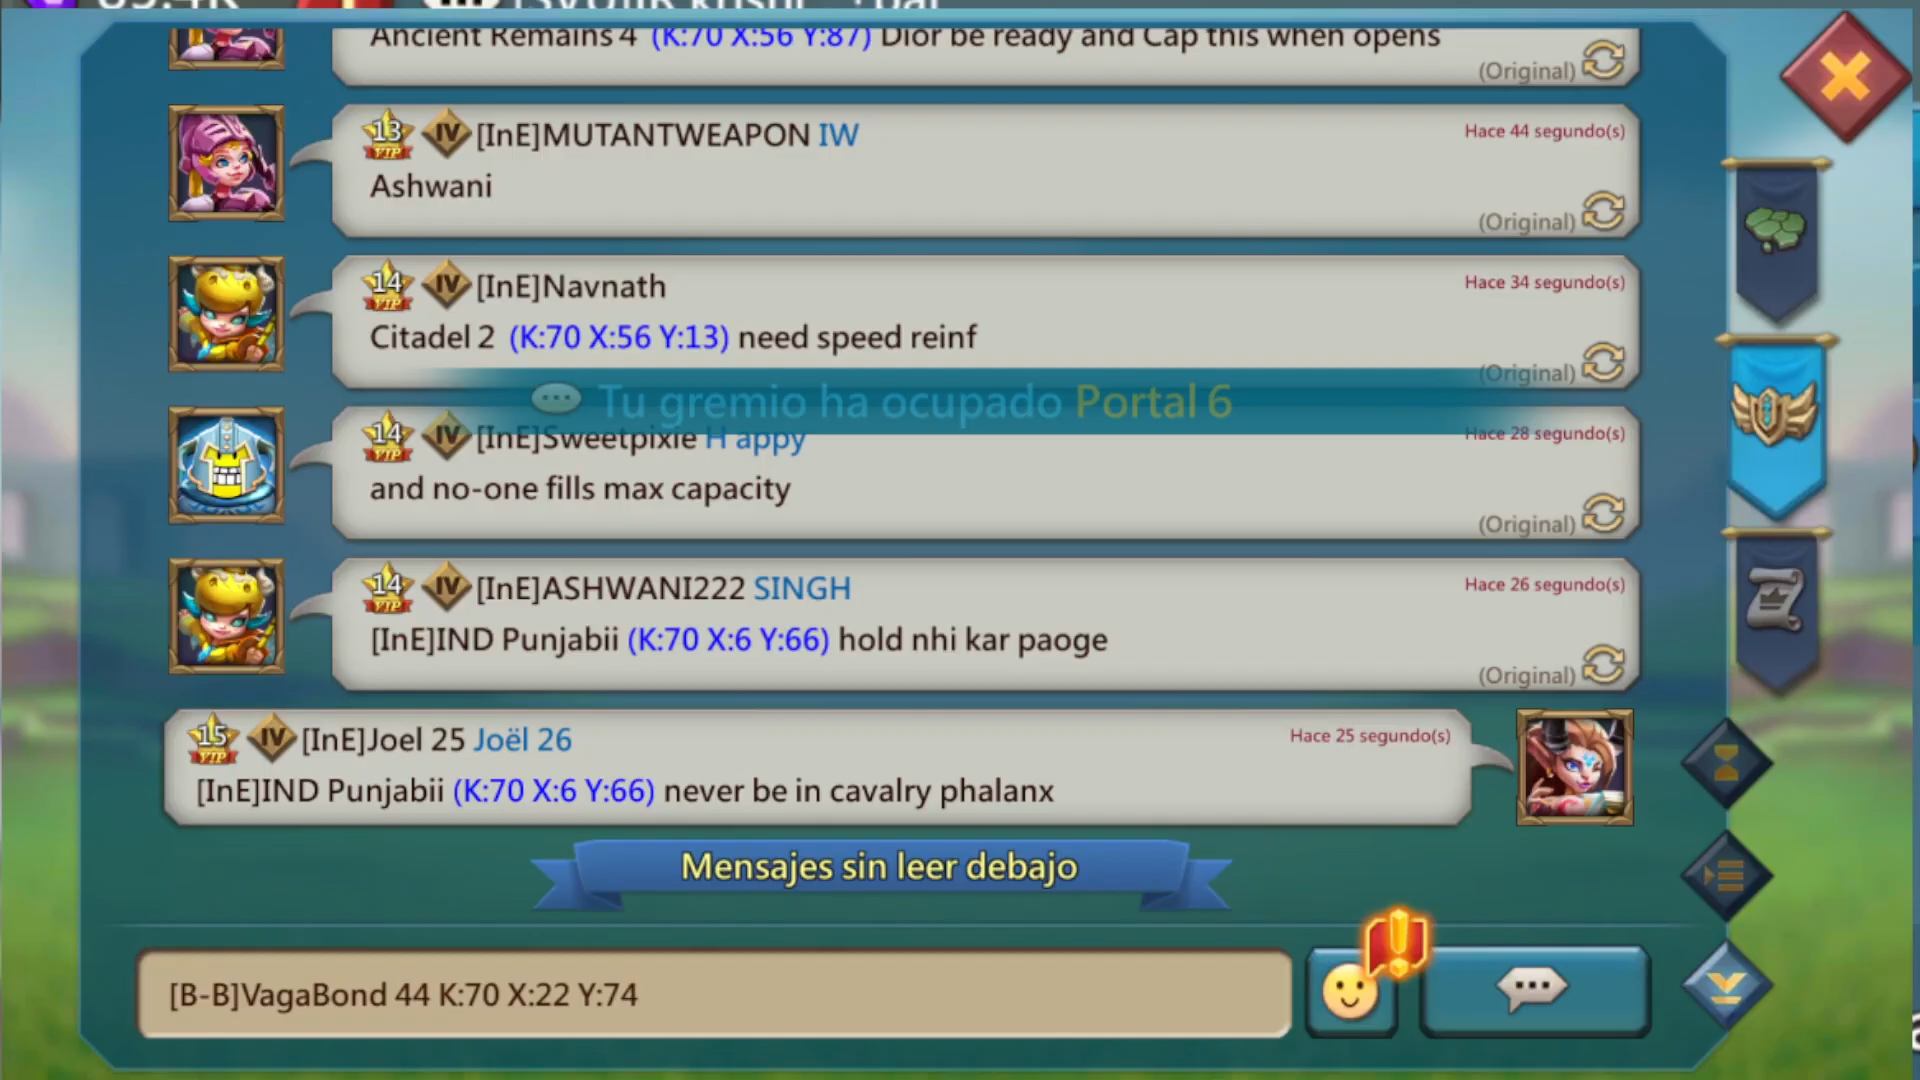 Ancient Remains 4 (K:70 X:56 Y:87) Dior be ready and Cap this when opens
(Original)
13 VIP IV [InE]MUTANTWEAPON IW Hace 44 segundo(s)
Ashwani
(Original)
14 VIP IV [InE]Navnath Hace 34 segundo(s)
Citadel 2 (K:70 X:56 Y:13) need speed reinf
(Original)
Tu gremio ha ocupado Portal 6
14 VIP IV [InE]Sweetpixie H appy Hace 28 segundo(s)
and no-one fills max capacity
(Original)
14 VIP IV [InE]ASHWANI222 SINGH Hace 26 segundo(s)
[InE]IND Punjabii (K:70 X:6 Y:66) hold nhi kar paoge
(Original)
15 VIP IV [InE]Joel 25 Joël 26 Hace 25 segundo(s)
[InE]IND Punjabii (K:70 X:6 Y:66) never be in cavalry phalanx
Mensajes sin leer debajo
[B-B]VagaBond 44 K:70 X:22 Y:74